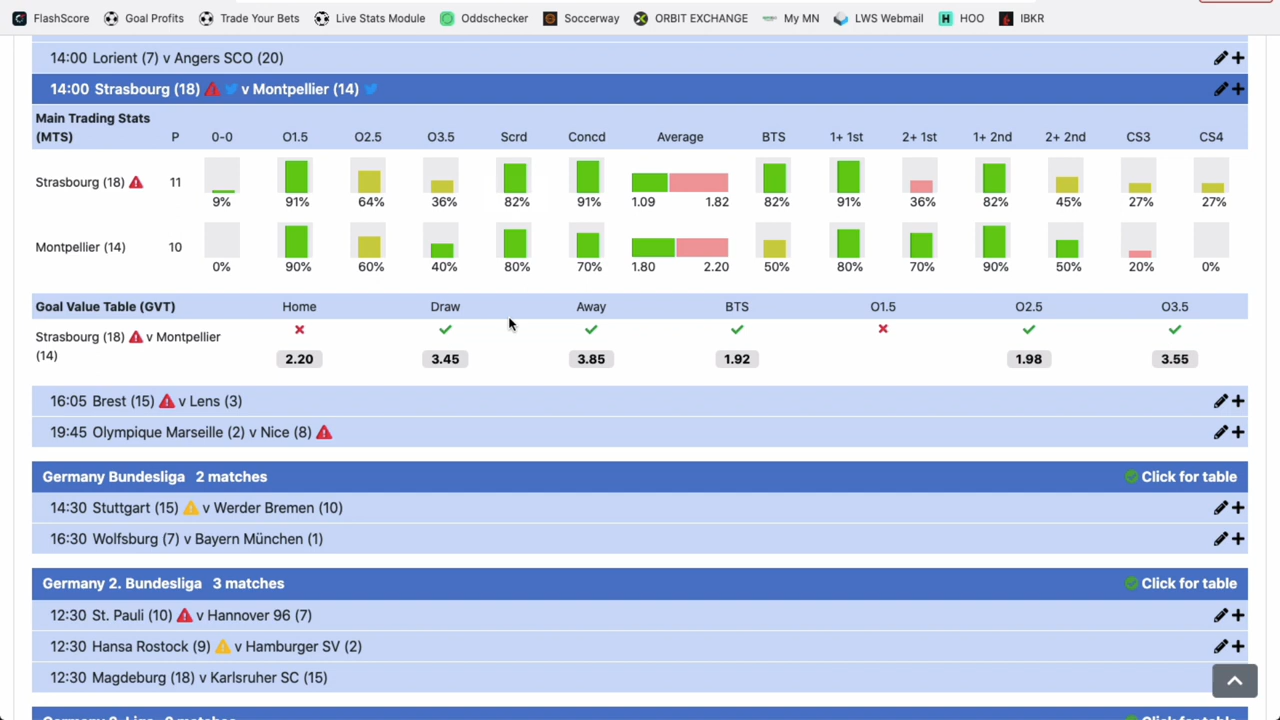 FlashScore Goal Profits Trade Your Bets Live Stats Module Oddschecker Soccerway ORBIT EXCHANGE My MN LWS Webmail HOO IBKR
14:00 Lorient (7) v Angers SCO (20)
14:00 Strasbourg (18) v Montpellier (14)
Main Trading Stats
(MTS) P 0-0 O1.5 O2.5 O3.5 Scrd Concd Average BTS 1+ 1st 2+ 1st 1+ 2nd 2+ 2nd CS3 CS4
Strasbourg (18) 11
9% 91% 64% 36% 82% 91% 1.09 1.82 82% 91% 36% 82% 45% 27% 27%
Montpellier (14) 10
0% 90% 60% 40% 80% 70% 1.80 2.20 50% 80% 70% 90% 50% 20% 0%
Goal Value Table (GVT) Home Draw Away BTS O1.5 O2.5 O3.5
Strasbourg (18) v Montpellier
(14)
2.20 3.45 3.85 1.92 1.98 3.55
16:05 Brest (15) v Lens (3)
19:45 Olympique Marseille (2) v Nice (8)
Germany Bundesliga 2 matches Click for table
14:30 Stuttgart (15) v Werder Bremen (10)
16:30 Wolfsburg (7) v Bayern München (1)
Germany 2. Bundesliga 3 matches Click for table
12:30 St. Pauli (10) v Hannover 96 (7)
12:30 Hansa Rostock (9) v Hamburger SV (2)
12:30 Magdeburg (18) v Karlsruher SC (15)